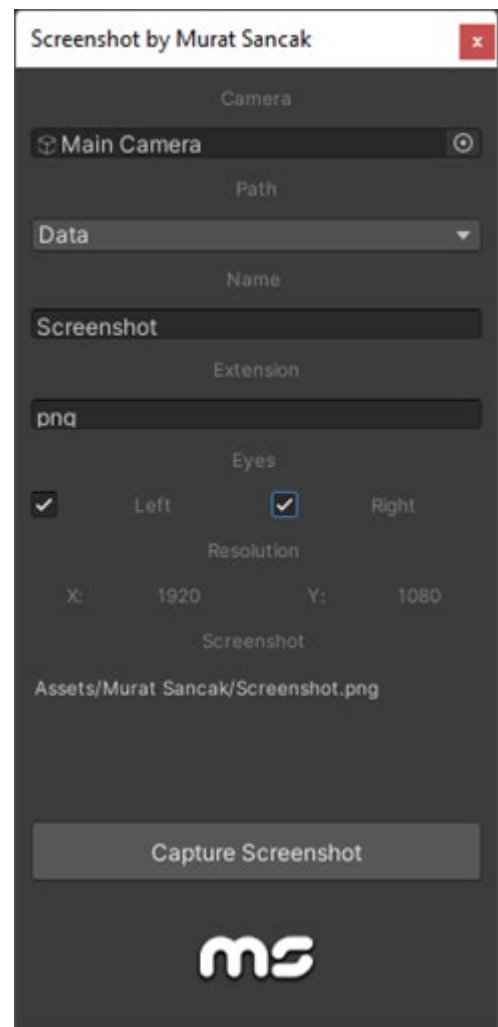 Screenshot by Murat Sancak
x
Camera
Main Camera
Path
Data
Name
Screenshot
Extension
png
Eyes
Left Right
Resolution
X: 1920 Y: 1080
Screenshot
Assets/Murat Sancak/Screenshot.png
Capture Screenshot
ms